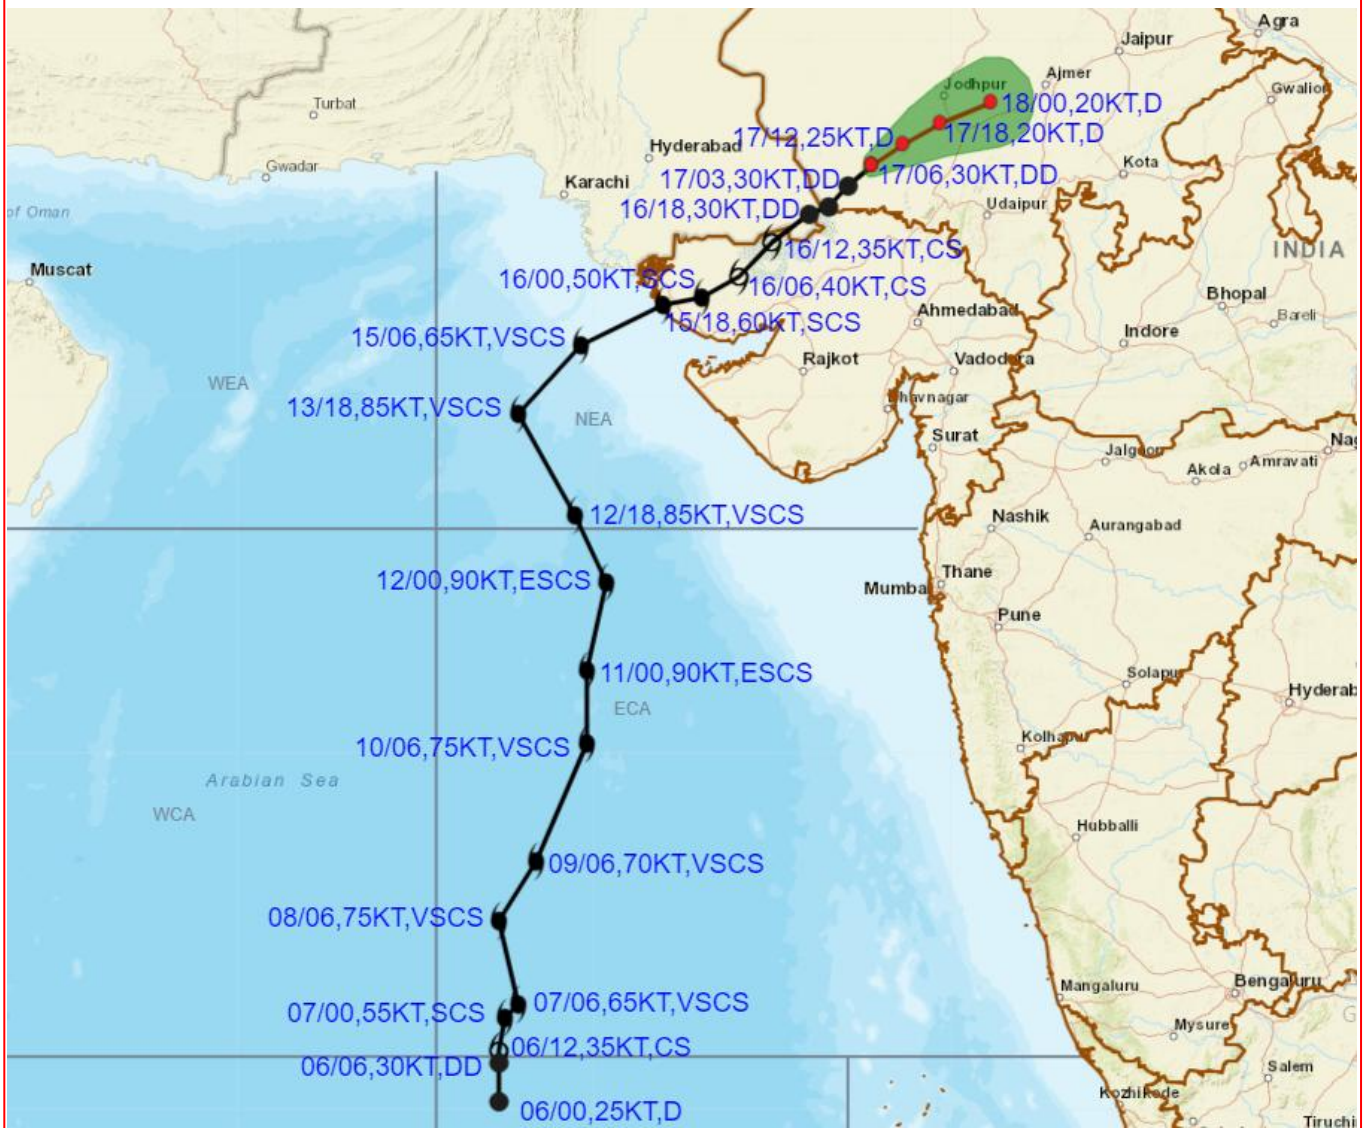 Agra
Jaipur
Jodhpur
Ajmer
Gwalior
Turbat
18/00,20KT,D
17/12,25KT,D
17/18,20KT,D
Hyderabad
Kota
Gwadar
Karachi
17/03,30KT,DD
17/06,30KT,DD
of Oman
16/18,30KT,DD
Udaipur
16/12,35KT,CS
INDIA
Muscat
16/00,50KT,SCS
16/06,40KT,CS
Bhopal
Ahmedabad
Bareli
15/18,60KT,SCS
15/06,65KT,VSCS
Indore
Rajkot
Vadodara
WEA
13/18,85KT,VSCS
Bhavnagar
NEA
Surat
Nag
Jalgaon
Akola
Amravati
12/18,85KT,VSCS
Nashik
Aurangabad
12/00,90KT,ESCS
Thane
Mumbai
Pune
11/00,90KT,ESCS
Solapur
Hyderab
ECA
10/06,75KT,VSCS
Kolhapur
Arabian Sea
WCA
Hubballi
09/06,70KT,VSCS
08/06,75KT,VSCS
Mangaluru
Bengaluru
07/06,65KT,VSCS
07/00,55KT,SCS
Mysure
06/12,35KT,CS
06/06,30KT,DD
Salem
Kozhikode
06/00,25KT,D
Tiruchi